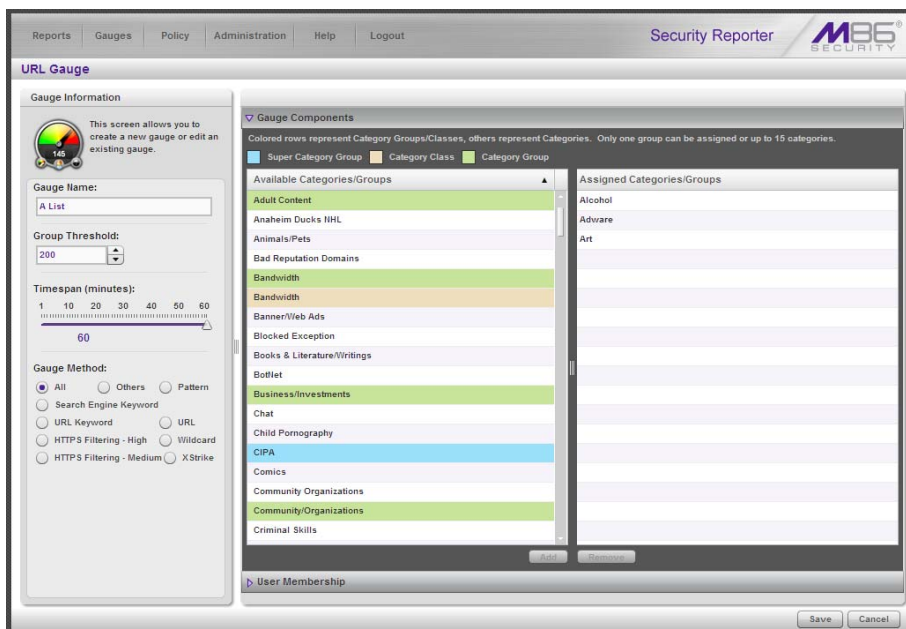 Reports Gauges Policy Administration Help Logout Security Reporter M86®
SECURITY
URL Gauge
Gauge Information
This screen allows you to
create a new gauge or edit an
existing gauge.
145
Gauge Name:
A List
Group Threshold:
200
Timespan (minutes):
1 10 20 30 40 50 60
60
Gauge Method:
All Others Pattern
Search Engine Keyword
URL Keyword URL
HTTPS Filtering - High Wildcard
HTTPS Filtering - Medium XStrike
Gauge Components
Colored rows represent Category Groups/Classes, others represent Categories. Only one group can be assigned or up to 15 categories.
Super Category Group Category Class Category Group
Available Categories/Groups
Adult Content
Anaheim Ducks NHL
Animals/Pets
Bad Reputation Domains
Bandwidth
Bandwidth
Banner/Web Ads
Blocked Exception
Books & Literature/Writings
BotNet
Business/Investments
Chat
Child Pornography
CIPA
Comics
Community Organizations
Community/Organizations
Criminal Skills
Add
Assigned Categories/Groups
Alcohol
Adware
Art
Remove
User Membership
Save Cancel